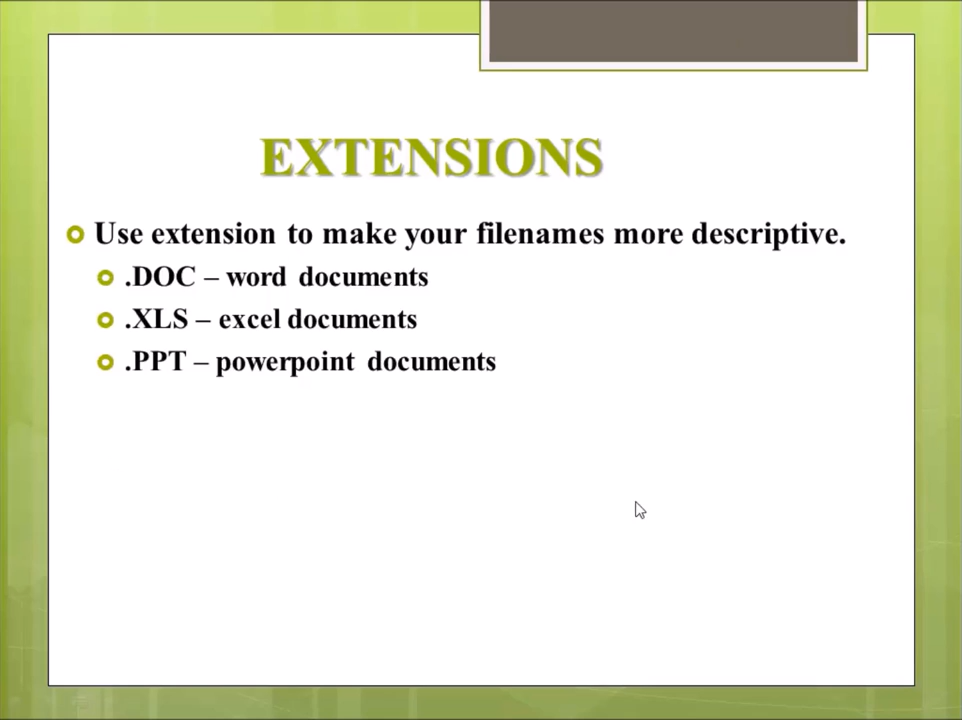 EXTENSIONS
Use extension to make your filenames more descriptive.
.DOC – word documents
.XLS – excel documents
.PPT – powerpoint documents